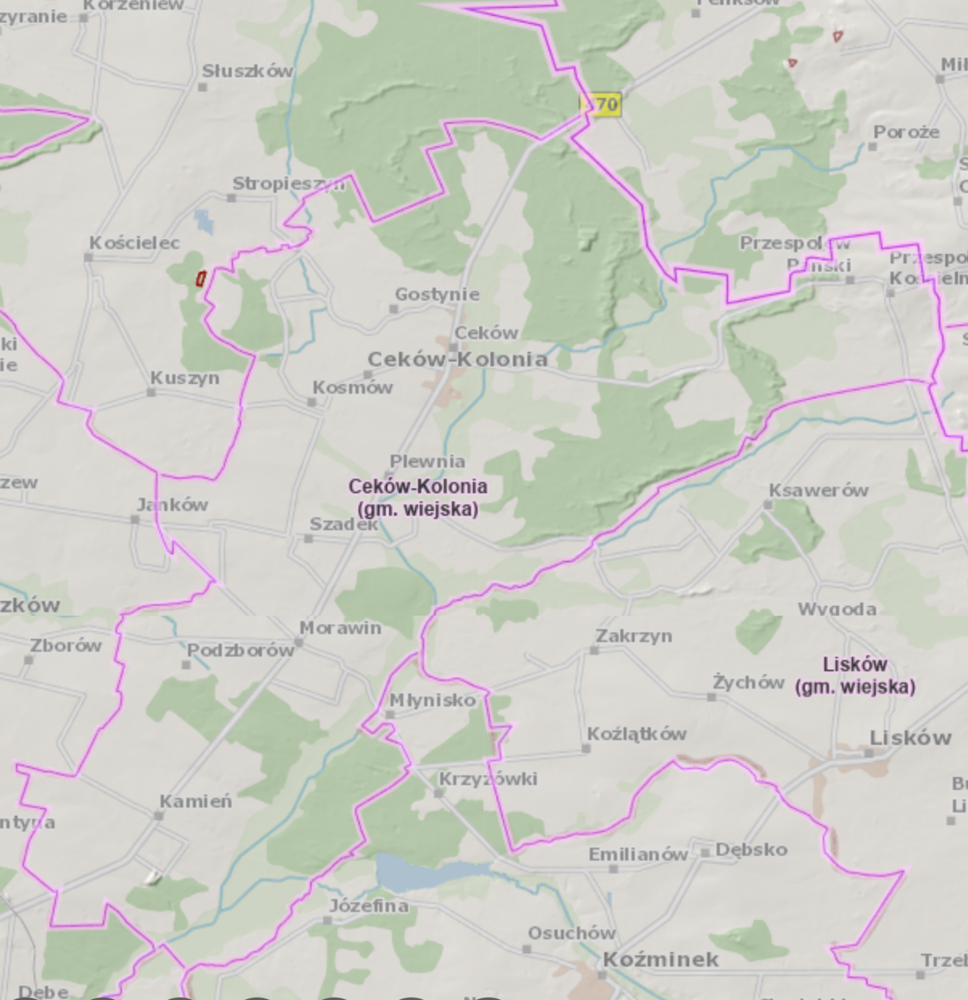 Korzeniew
Słuszków
470
Poroże
Stropieszyn
Kościelec
Przespolew
Pański
Gostynie
Ceków
Ceków-Kolonia
Kuszyn
Kosmów
Plewnia
Ceków-Kolonia
(gm. wiejska)
Ksawerów
Janków
Szadek
zków
Wygoda
Morawin
Zborów
Podzborów
Zakrzyn
Lisków
(gm. wiejska)
Żychów
Młynisko
Koźlątków
Lisków
Krzyżówki
Kamień
Emilianów
Dębsko
Józefina
Osuchów
Koźminek